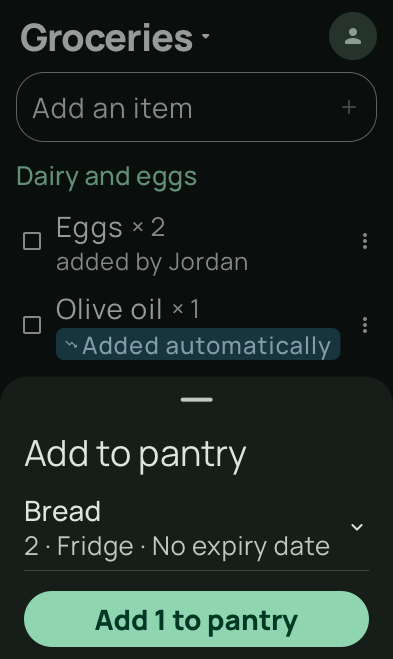 Groceries
Add an item
Dairy and eggs
Eggs × 2
added by Jordan
Olive oil × 1
Added automatically
Add to pantry
Bread
2 · Fridge · No expiry date
Add 1 to pantry